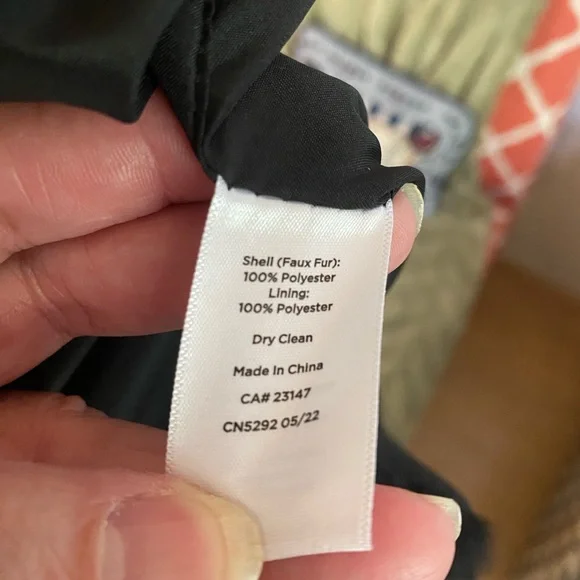 Shell (Faux Fur):
100% Polyester
Lining:
100% Polyester
Dry Clean
Made In China
CA# 23147
CN5292 05/22